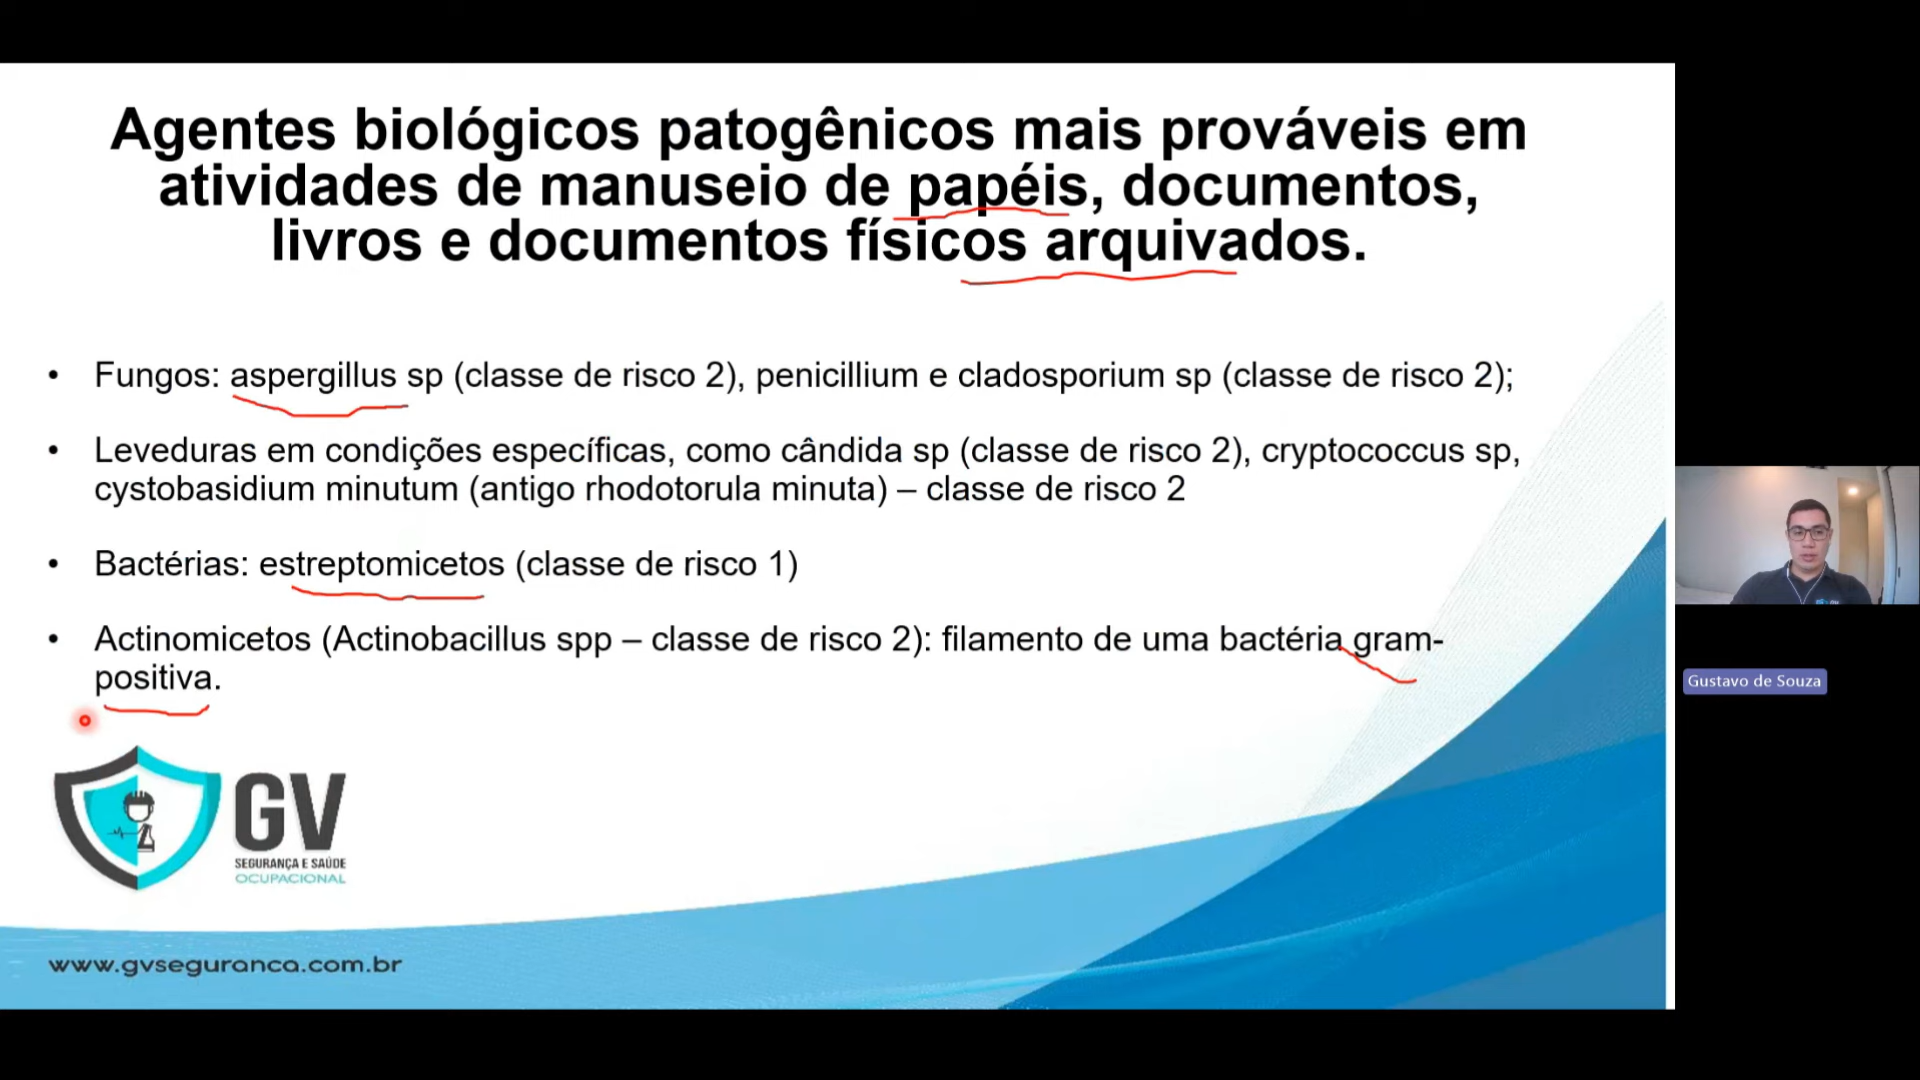 Agentes biológicos patogênicos mais prováveis em
atividades de manuseio de papéis, documentos,
livros e documentos físicos arquivados.
• Fungos: aspergillus sp (classe de risco 2), penicillium e cladosporium sp (classe de risco 2);
• Leveduras em condições específicas, como cândida sp (classe de risco 2), cryptococcus sp,
cystobasidium minutum (antigo rhodotorula minuta) – classe de risco 2
• Bactérias: estreptomicetos (classe de risco 1)
• Actinomicetos (Actinobacillus spp – classe de risco 2): filamento de uma bactéria gram-
positiva.
Gustavo de Souza
GV
SEGURANÇA E SAÚDE
OCUPACIONAL
www.gvseguranca.com.br